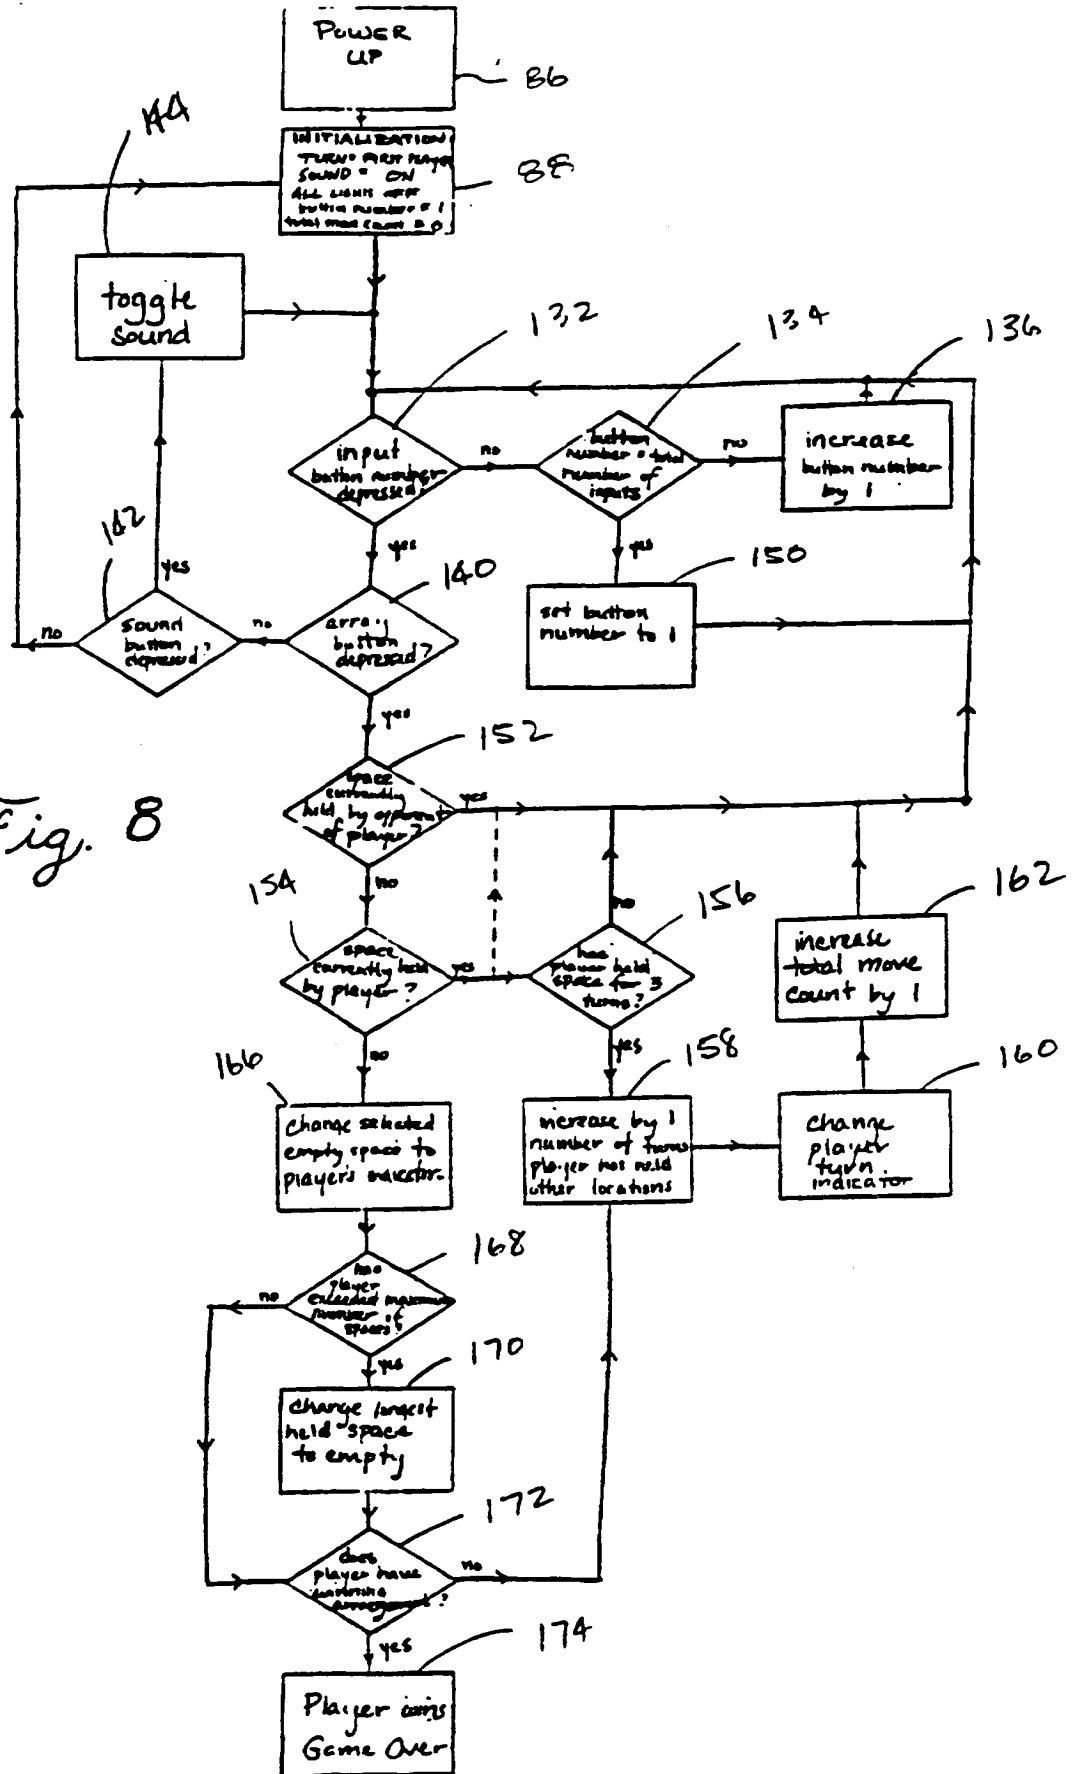 POWER
UP
86
INITIALIZATION:
TURN= FIRST PLAYER
SOUND = ON
ALL LIGHTS OFF
button number = 1
total move count = 0
88
144
toggle
sound
132
134
136
input
button number
depressed?
no
button
number = total
number of
inputs
no
increase
button number
by 1
yes
yes
142
140
150
yes
sound
button
depressed?
no
no
array
button
depressed?
set button
number to 1
yes
152
space
currently
held by opponent
of player?
yes
Fig. 8
no
154
156
162
no
space
currently held
by player?
yes
has
player held
space for 3
turns?
increase
total move
count by 1
no
yes
166
158
160
change selected
empty space to
player's indicator.
increase by 1
number of turns
player has held
other locations
change
player
turn
indicator
168
has
player
exceeded maximum
number of
spaces?
no
yes
170
change longest
held space
to empty
172
does
player have
winning
arrangement?
no
yes
174
Player wins
Game Over